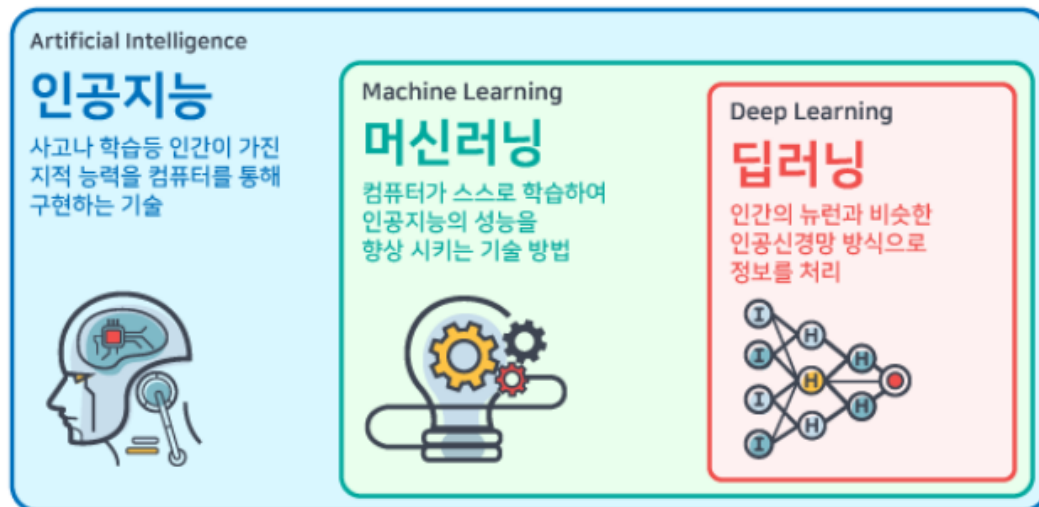 Artificial Intelligence
인공지능
사고나 학습등 인간이 가진
지적 능력을 컴퓨터를 통해
구현하는 기술
Machine Learning
머신러닝
컴퓨터가 스스로 학습하여
인공지능의 성능을
향상 시키는 기술 방법
Deep Learning
딥러닝
인간의 뉴런과 비슷한
인공신경망 방식으로
정보를 처리
I
H
I
H
H
I
H
H
I